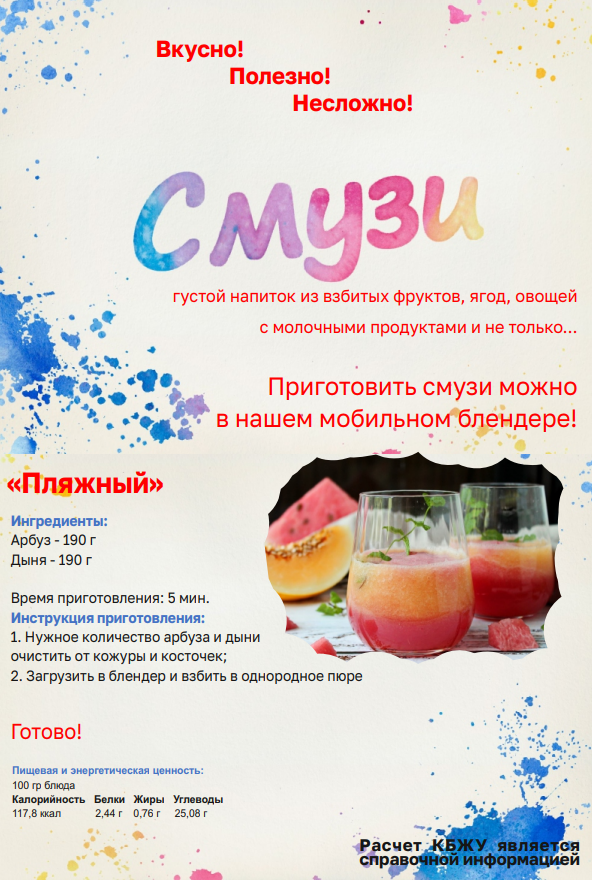 Вкусно!
Полезно!
Несложно!
Смузи
густой напиток из взбитых фруктов, ягод, овощей
с молочными продуктами и не только...
Приготовить смузи можно
в нашем мобильном блендере!
«Пляжный»
Ингредиенты:
Арбуз - 190 г
Дыня - 190 г
Время приготовления: 5 мин.
Инструкция приготовления:
1. Нужное количество арбуза и дыни
очистить от кожуры и косточек;
2. Загрузить в блендер и взбить в однородное пюре
Готово!
Пищевая и энергетическая ценность:
100 гр блюда
Калорийность Белки Жиры Углеводы
117,8 ккал 2,44 г 0,76 г 25,08 г
Расчет КБЖУ является
справочной информацией